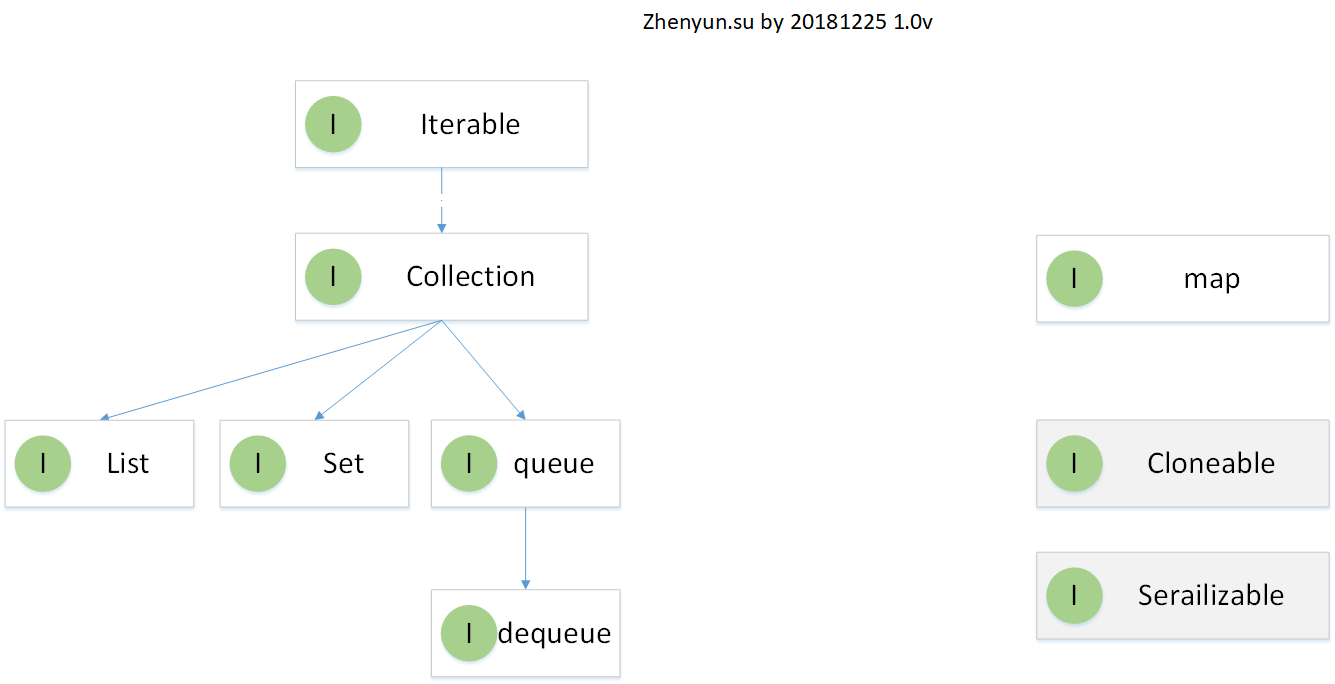 Zhenyun.su by 20181225 1.0v
I Iterable
I Collection
I map
I List
I Set
I queue
I Cloneable
I Serailizable
I dequeue